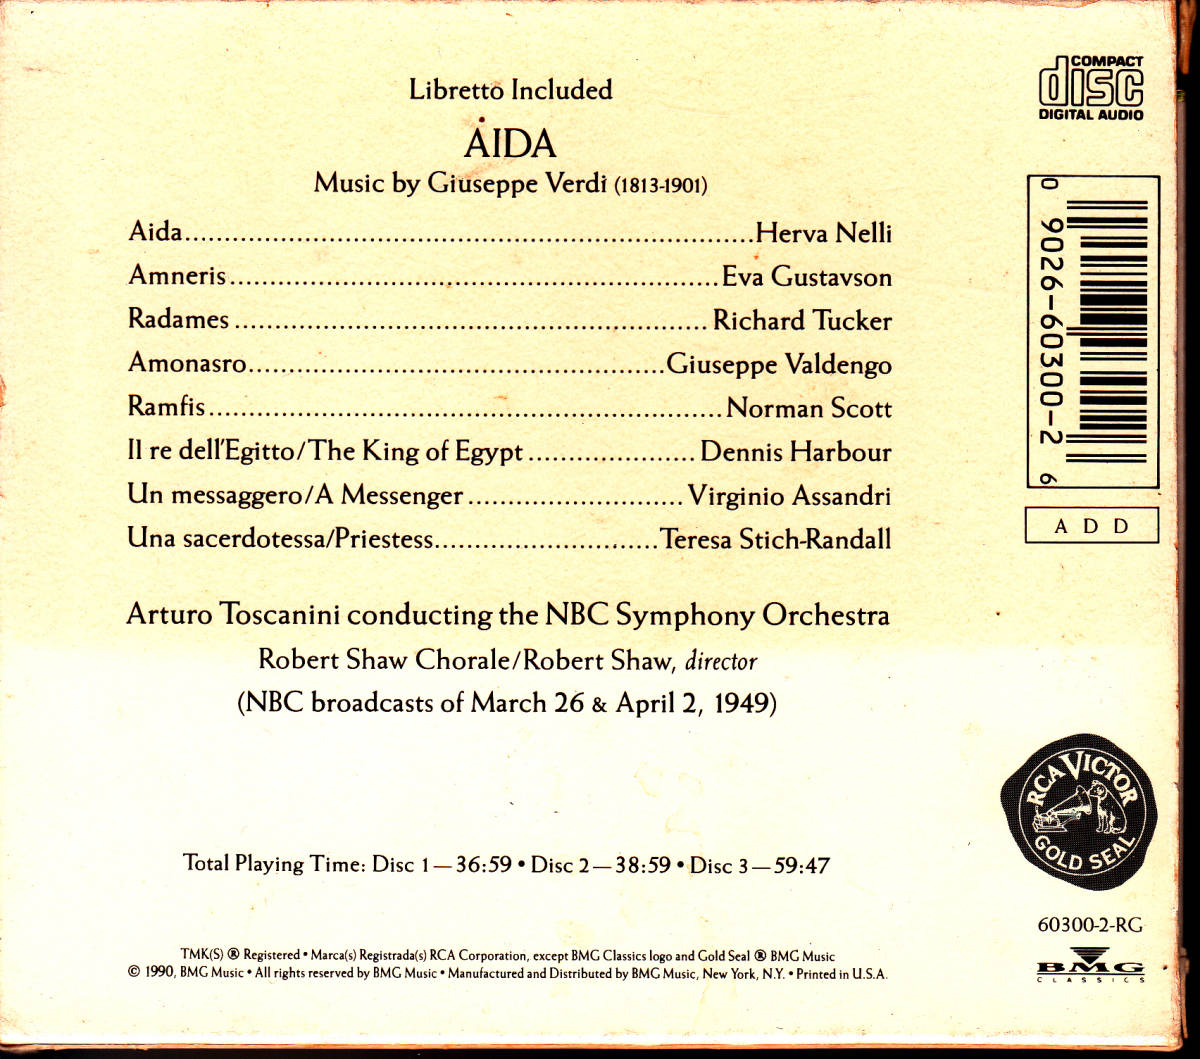 Libretto Included
AIDA
Music by Giuseppe Verdi (1813-1901)
Aida......................................................................Herva Nelli
Amneris............................................................Eva Gustavson
Radames..........................................................Richard Tucker
Amonasro...................................................Giuseppe Valdengo
Ramfis...............................................................Norman Scott
Il re dell'Egitto/The King of Egypt.....................Dennis Harbour
Un messaggero/A Messenger...........................Virginio Assandri
Una sacerdotessa/Priestess............................Teresa Stich-Randall
Arturo Toscanini conducting the NBC Symphony Orchestra
Robert Shaw Chorale/Robert Shaw, director
(NBC broadcasts of March 26 & April 2, 1949)
Total Playing Time: Disc 1—36:59 • Disc 2—38:59 • Disc 3—59:47
TMK(S) ® Registered • Marca(s) Registrada(s) RCA Corporation, except BMG Classics logo and Gold Seal ® BMG Music
© 1990, BMG Music • All rights reserved by BMG Music • Manufactured and Distributed by BMG Music, New York, N.Y. • Printed in U.S.A.
COMPACT
disc
DIGITAL AUDIO
0 9026-60300-2 6
A D D
RCA VICTOR
GOLD SEAL
60300-2-RG
BMG
CLASSICS